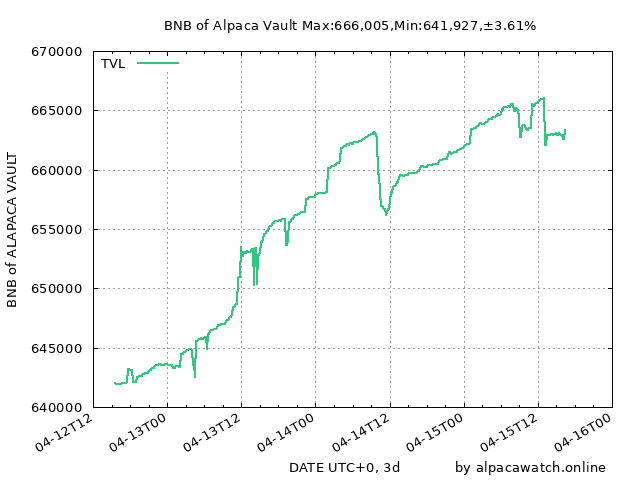 BNB of Alpaca Vault Max:666,005,Min:641,927,±3.61%
670000
TVL
665000
660000
655000
650000
645000
640000
BNB of ALAPACA VAULT
04-12T12
04-13T00
04-13T12
04-14T00
04-14T12
04-15T00
04-15T12
04-16T00
DATE UTC+0, 3d
by alpacawatch.online